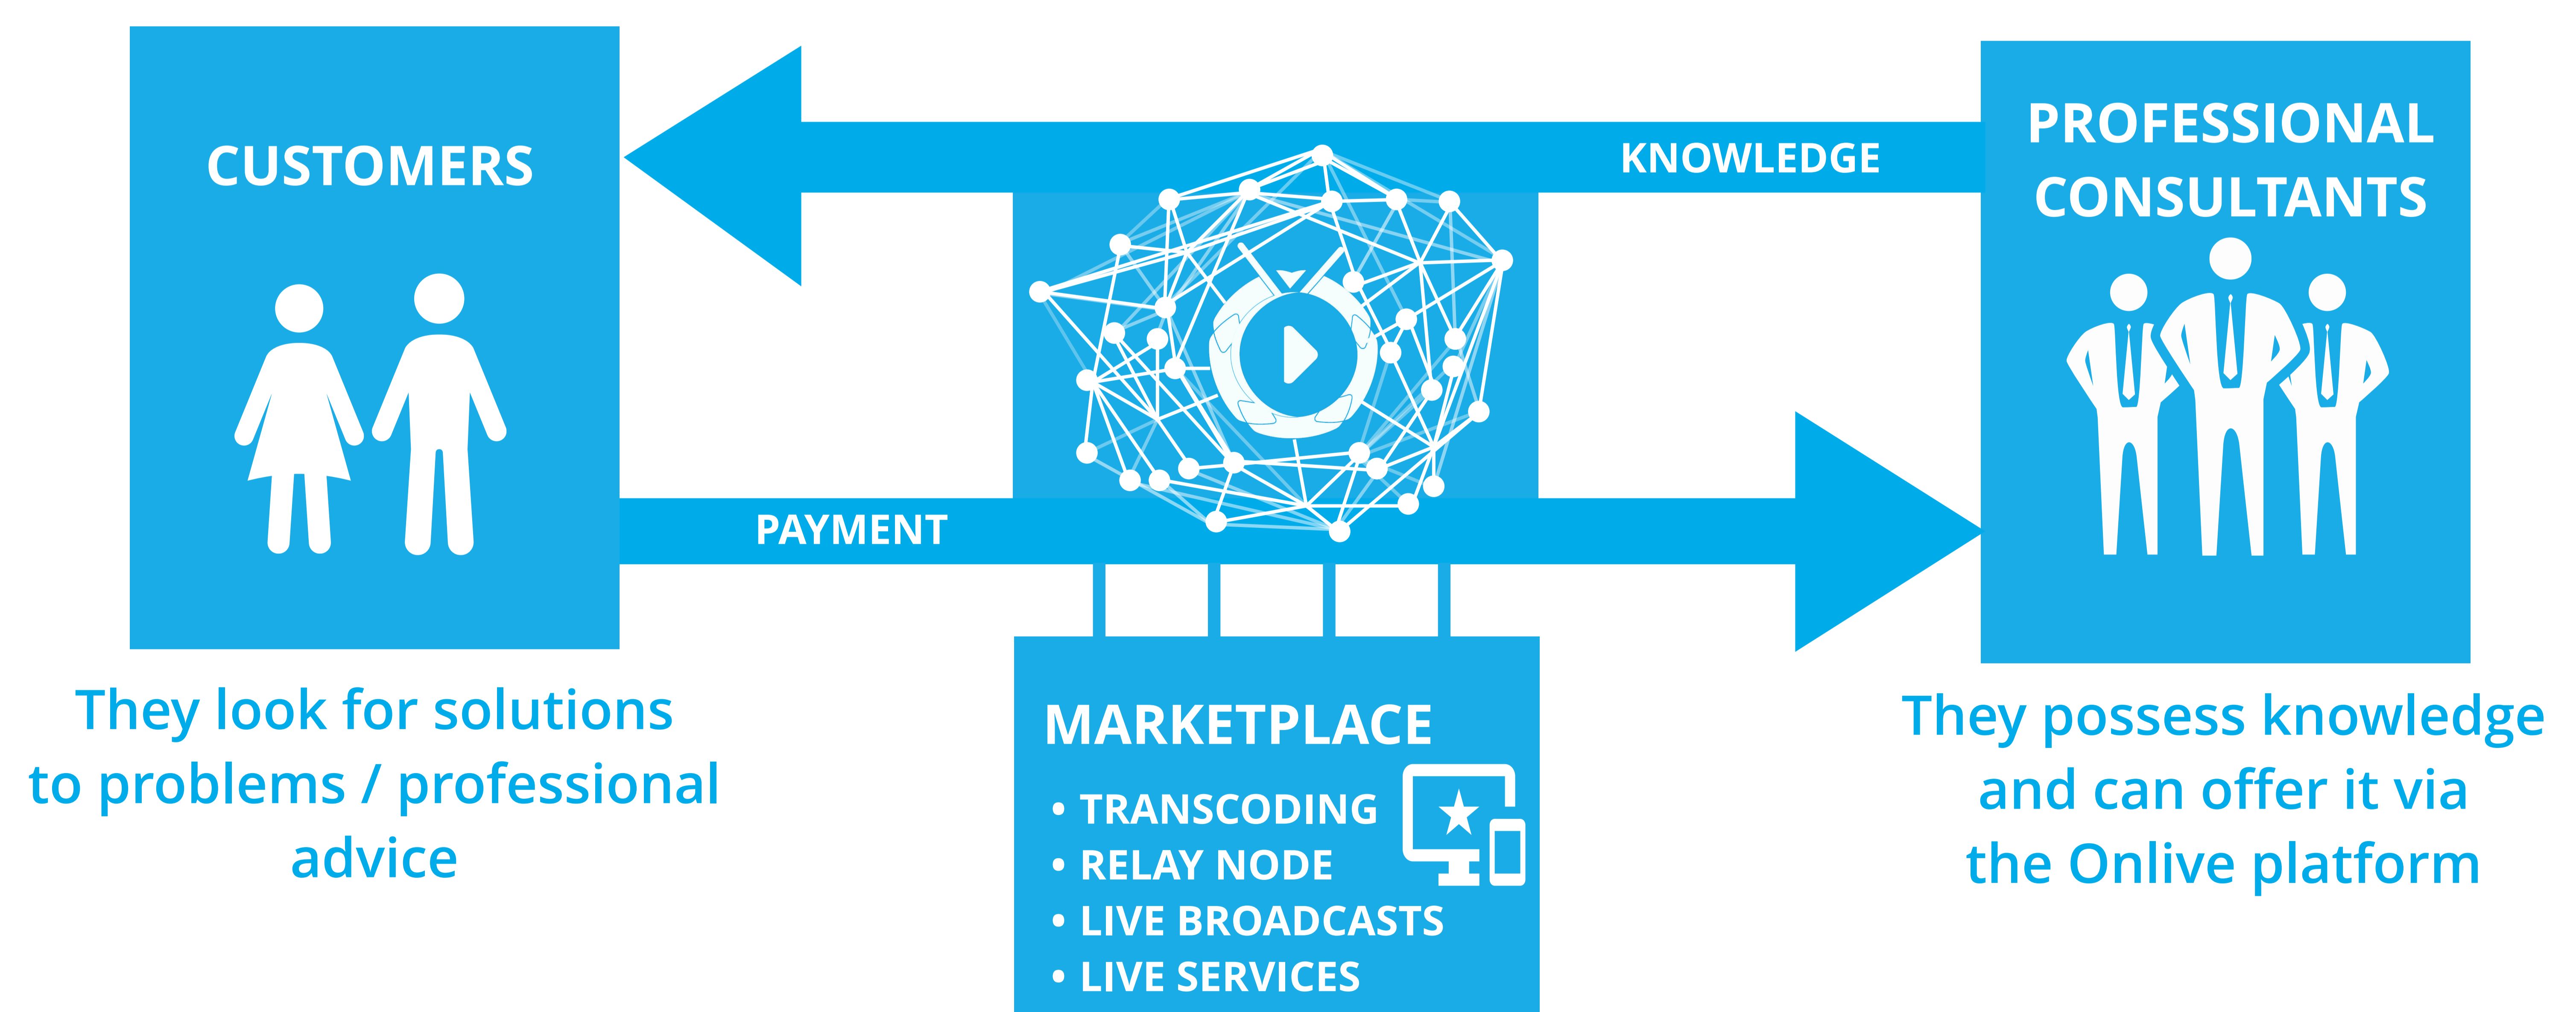 CUSTOMERS
They look for solutions
to problems / professional
advice
KNOWLEDGE
PAYMENT
MARKETPLACE
• TRANSCODING
• RELAY NODE
• LIVE BROADCASTS
• LIVE SERVICES
PROFESSIONAL
CONSULTANTS
They possess knowledge
and can offer it via
the Onlive platform